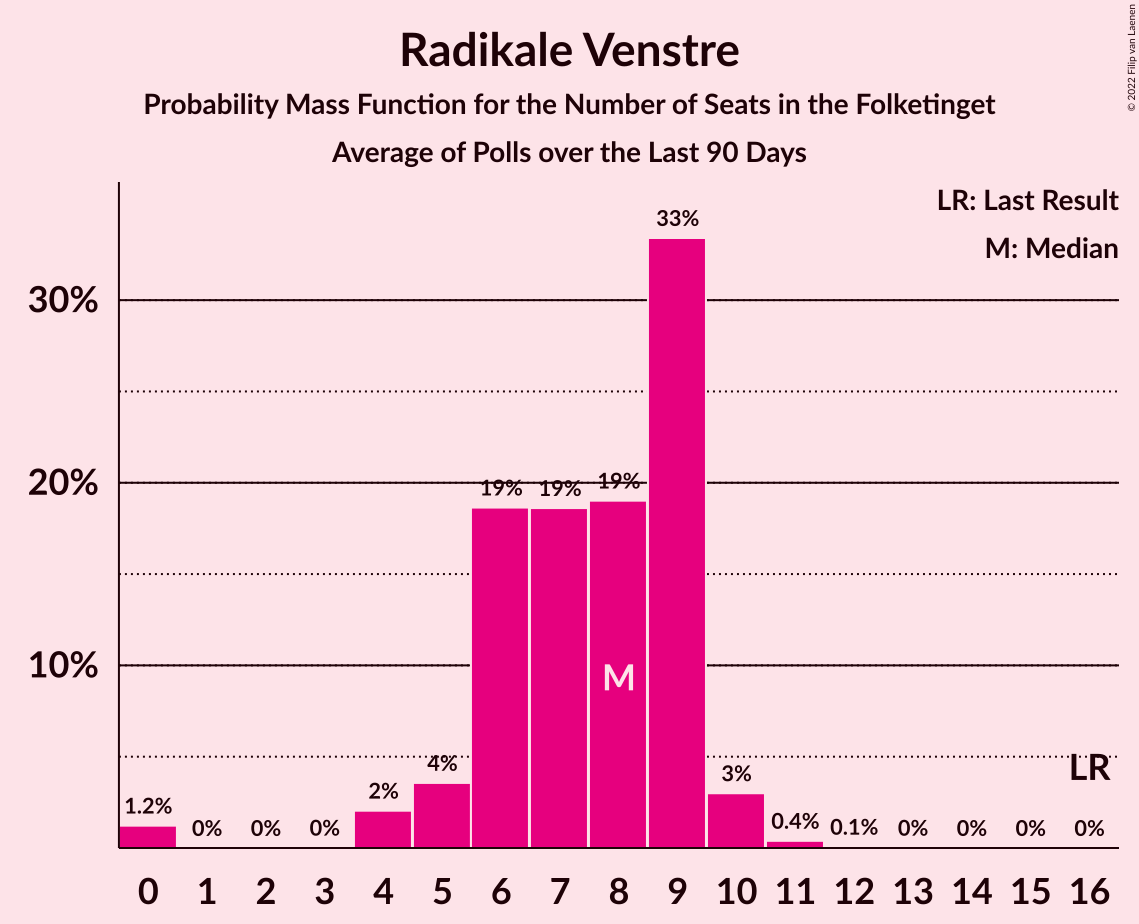 Radikale Venstre
Probability Mass Function for the Number of Seats in the Folketinget
Average of Polls over the Last 90 Days
© 2022 Filip van Laenen
LR: Last Result
M: Median
33%
30%
20%
19% 19% 19%
10%
M
LR
4%
3%
2%
1.2% 0% 0% 0% 0.4% 0.1% 0% 0% 0% 0%
0 1 2 3 4 5 6 7 8 9 10 11 12 13 14 15 16